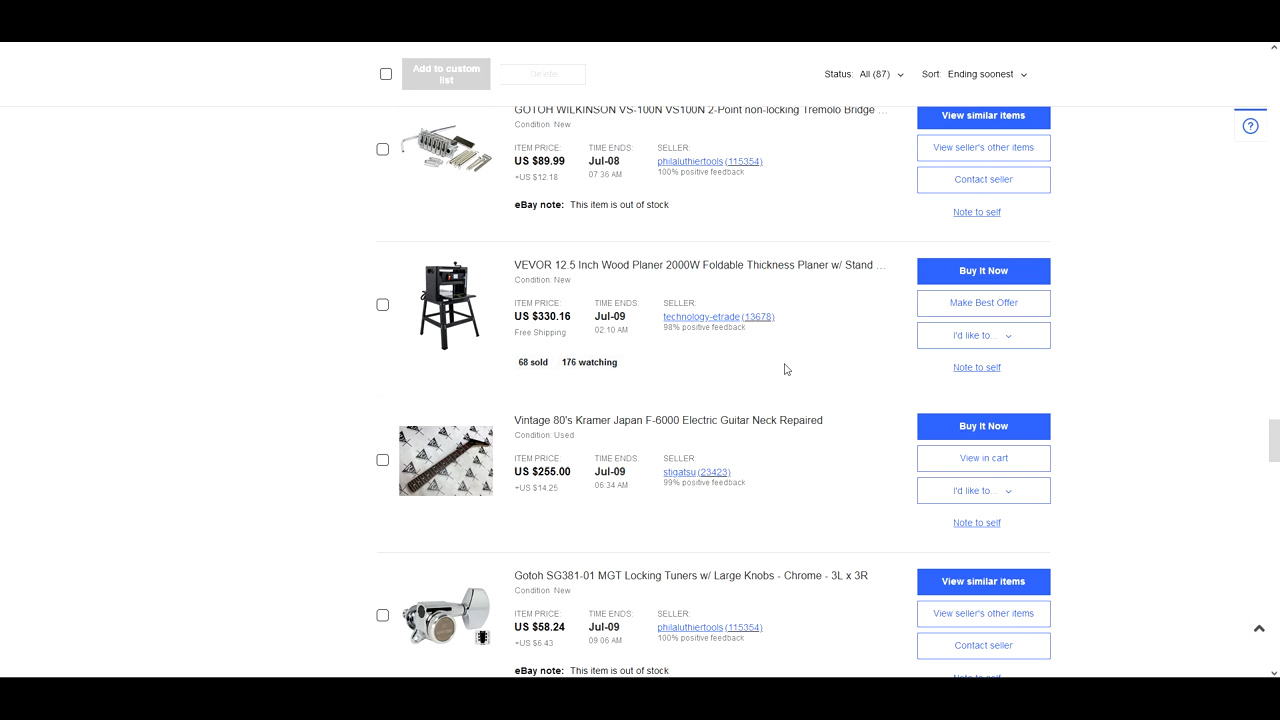 Add to custom
list
Delete
Status: All (87)
Sort: Ending soonest
GOTOH WILKINSON VS-100N VS100N 2-Point non-locking Tremolo Bridge ...
Condition: New
ITEM PRICE:
US $89.99
+US $12.18
TIME ENDS:
Jul-08
07:36 AM
SELLER:
philaluthiertools (115354)
100% positive feedback
eBay note: This item is out of stock
View similar items
View seller's other items
Contact seller
Note to self
VEVOR 12.5 Inch Wood Planer 2000W Foldable Thickness Planer w/ Stand ...
Condition: New
ITEM PRICE:
US $330.16
Free Shipping
TIME ENDS:
Jul-09
02:10 AM
SELLER:
technology-etrade (13678)
98% positive feedback
68 sold 176 watching
Buy It Now
Make Best Offer
I'd like to...
Note to self
Vintage 80's Kramer Japan F-6000 Electric Guitar Neck Repaired
Condition: Used
ITEM PRICE:
US $255.00
+US $14.25
TIME ENDS:
Jul-09
06:34 AM
SELLER:
stigatsu (23423)
99% positive feedback
Buy It Now
View in cart
I'd like to...
Note to self
Gotoh SG381-01 MGT Locking Tuners w/ Large Knobs - Chrome - 3L x 3R
Condition: New
ITEM PRICE:
US $58.24
+US $6.43
TIME ENDS:
Jul-09
09:06 AM
SELLER:
philaluthiertools (115354)
100% positive feedback
eBay note: This item is out of stock
View similar items
View seller's other items
Contact seller